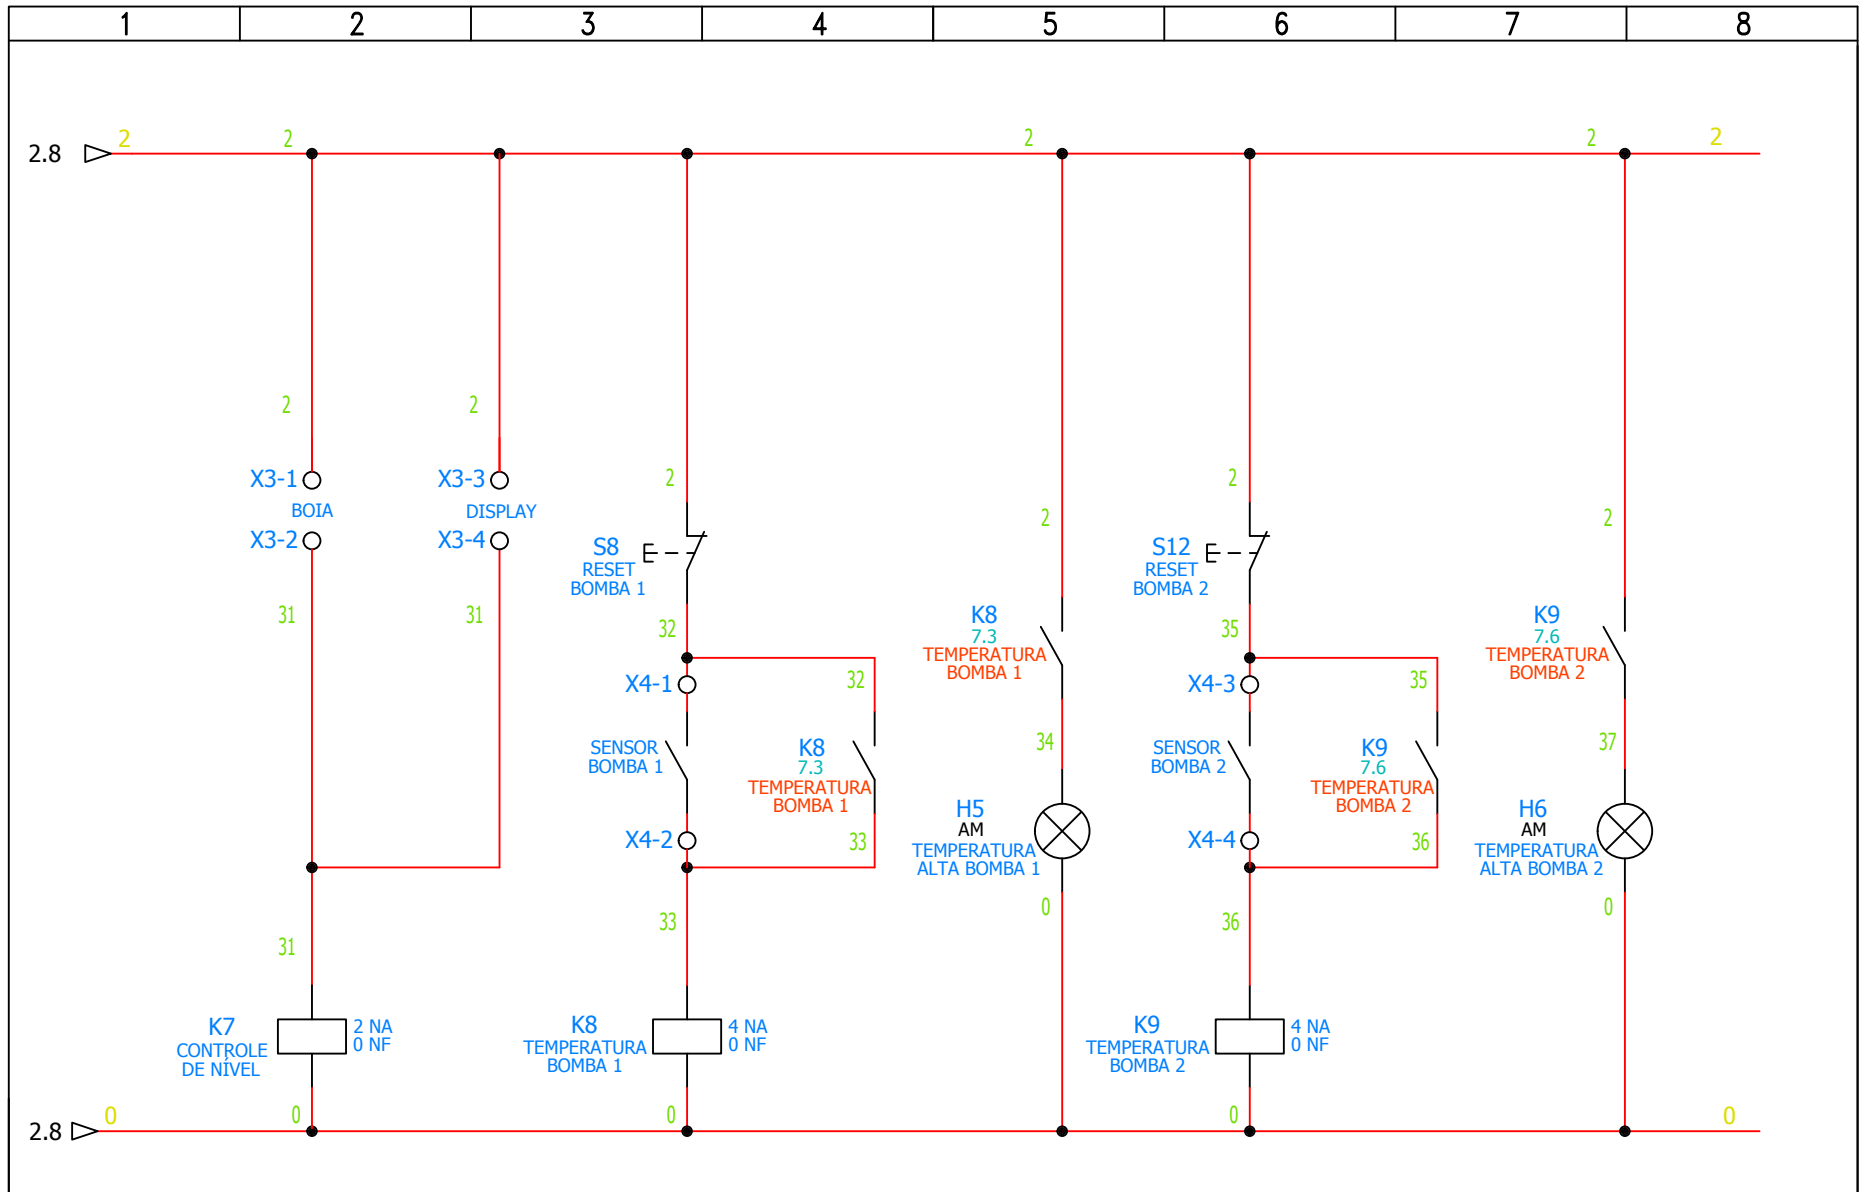 1 2 3 4 5 6 7 8
2.8 2 2 2 2 2
2 2
X3-1 X3-3
BOIA DISPLAY
X3-2 X3-4
2 2
2 2
S8
RESET
BOMBA 1
S12
RESET
BOMBA 2
31 31
32 35
K8
7.3
TEMPERATURA
BOMBA 1
K9
7.6
TEMPERATURA
BOMBA 2
X4-1 32 X4-3 35
34 37
SENSOR
BOMBA 1
K8
7.3
TEMPERATURA
BOMBA 1
SENSOR
BOMBA 2
K9
7.6
TEMPERATURA
BOMBA 2
X4-2 33
H5
AM
TEMPERATURA
ALTA BOMBA 1
X4-4 36
H6
AM
TEMPERATURA
ALTA BOMBA 2
0 0
33 36
31
K7
CONTROLE
DE NÍVEL
2 NA
0 NF
K8
TEMPERATURA
BOMBA 1
4 NA
0 NF
K9
TEMPERATURA
BOMBA 2
4 NA
0 NF
2.8 0 0 0 0 0